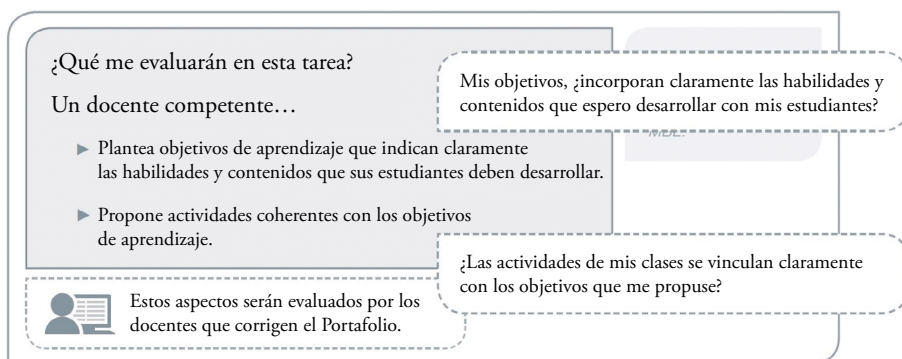 ¿Qué me evaluarán en esta tarea?
Un docente competente…
► Plantea objetivos de aprendizaje que indican claramente
las habilidades y contenidos que sus estudiantes deben desarrollar.
► Propone actividades coherentes con los objetivos
de aprendizaje.
Mis objetivos, ¿incorporan claramente las habilidades y
contenidos que espero desarrollar con mis estudiantes?
MBE.
¿Las actividades de mis clases se vinculan claramente
con los objetivos que me propuse?
Estos aspectos serán evaluados por los
docentes que corrigen el Portafolio.